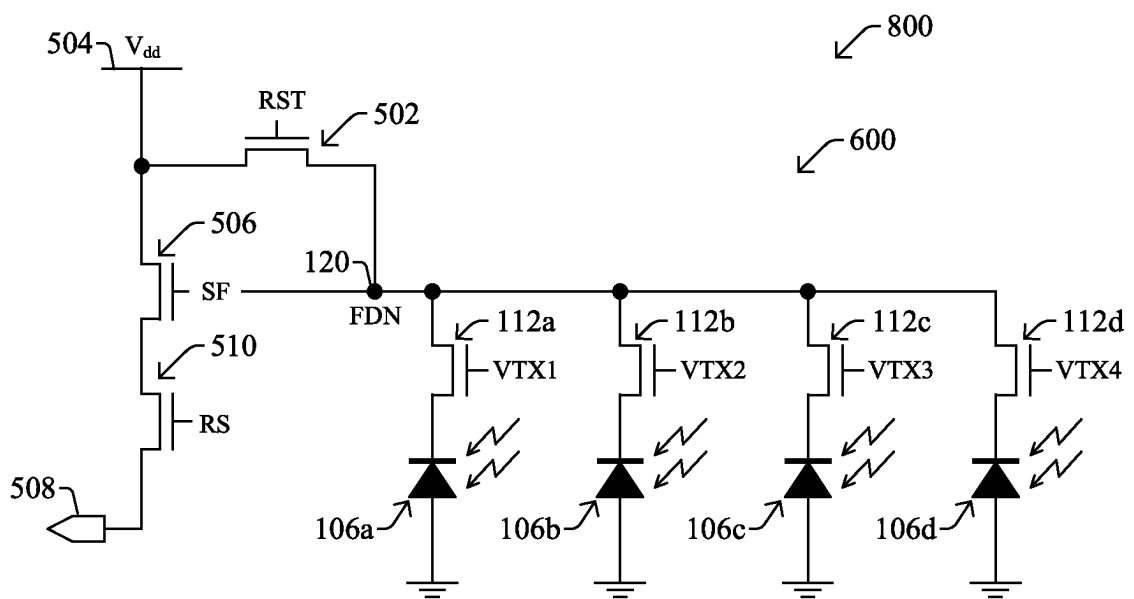 800
504
Vdd
RST
502
600
506
120
SF
FDN
112a
112b
112c
112d
510
VTX1
VTX2
VTX3
VTX4
RS
508
106a
106b
106c
106d